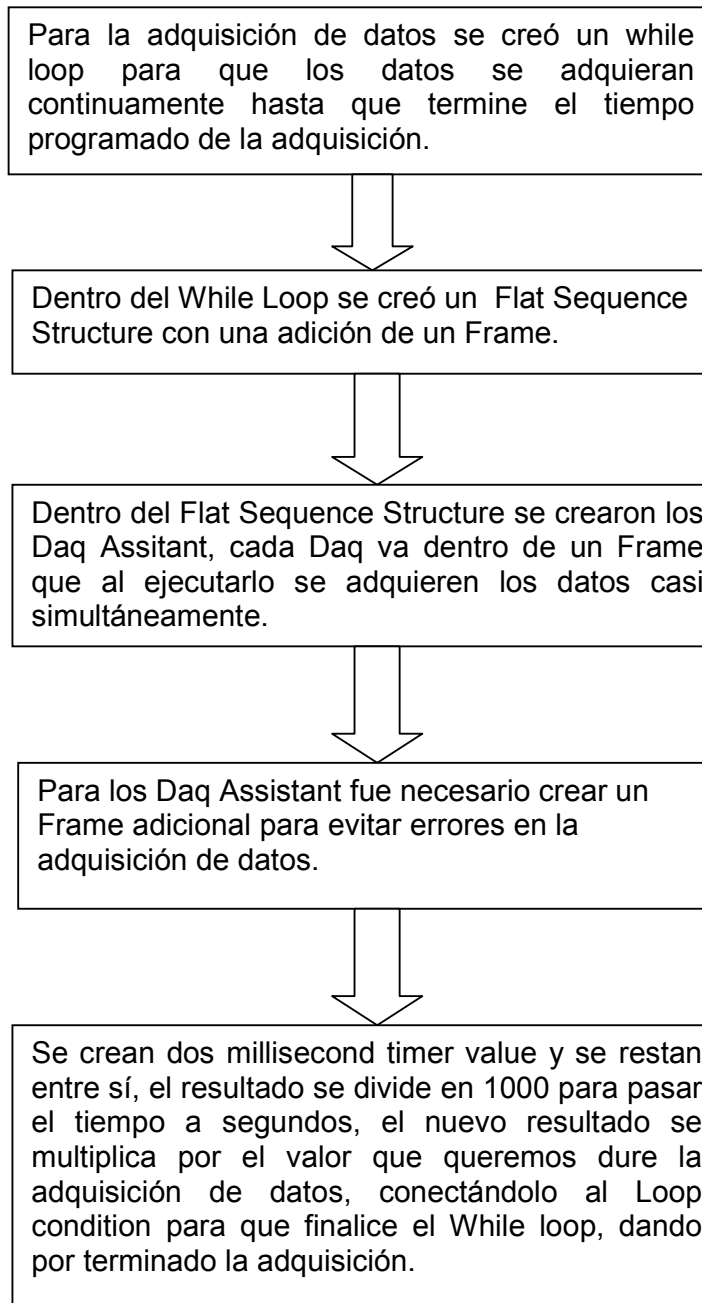 Para la adquisición de datos se creó un while
loop para que los datos se adquieran
continuamente hasta que termine el tiempo
programado de la adquisición.
Dentro del While Loop se creó un Flat Sequence
Structure con una adición de un Frame.
Dentro del Flat Sequence Structure se crearon los
Daq Assitant, cada Daq va dentro de un Frame
que al ejecutarlo se adquieren los datos casi
simultáneamente.
Para los Daq Assistant fue necesario crear un
Frame adicional para evitar errores en la
adquisición de datos.
Se crean dos millisecond timer value y se restan
entre sí, el resultado se divide en 1000 para pasar
el tiempo a segundos, el nuevo resultado se
multiplica por el valor que queremos dure la
adquisición de datos, conectándolo al Loop
condition para que finalice el While loop, dando
por terminado la adquisición.